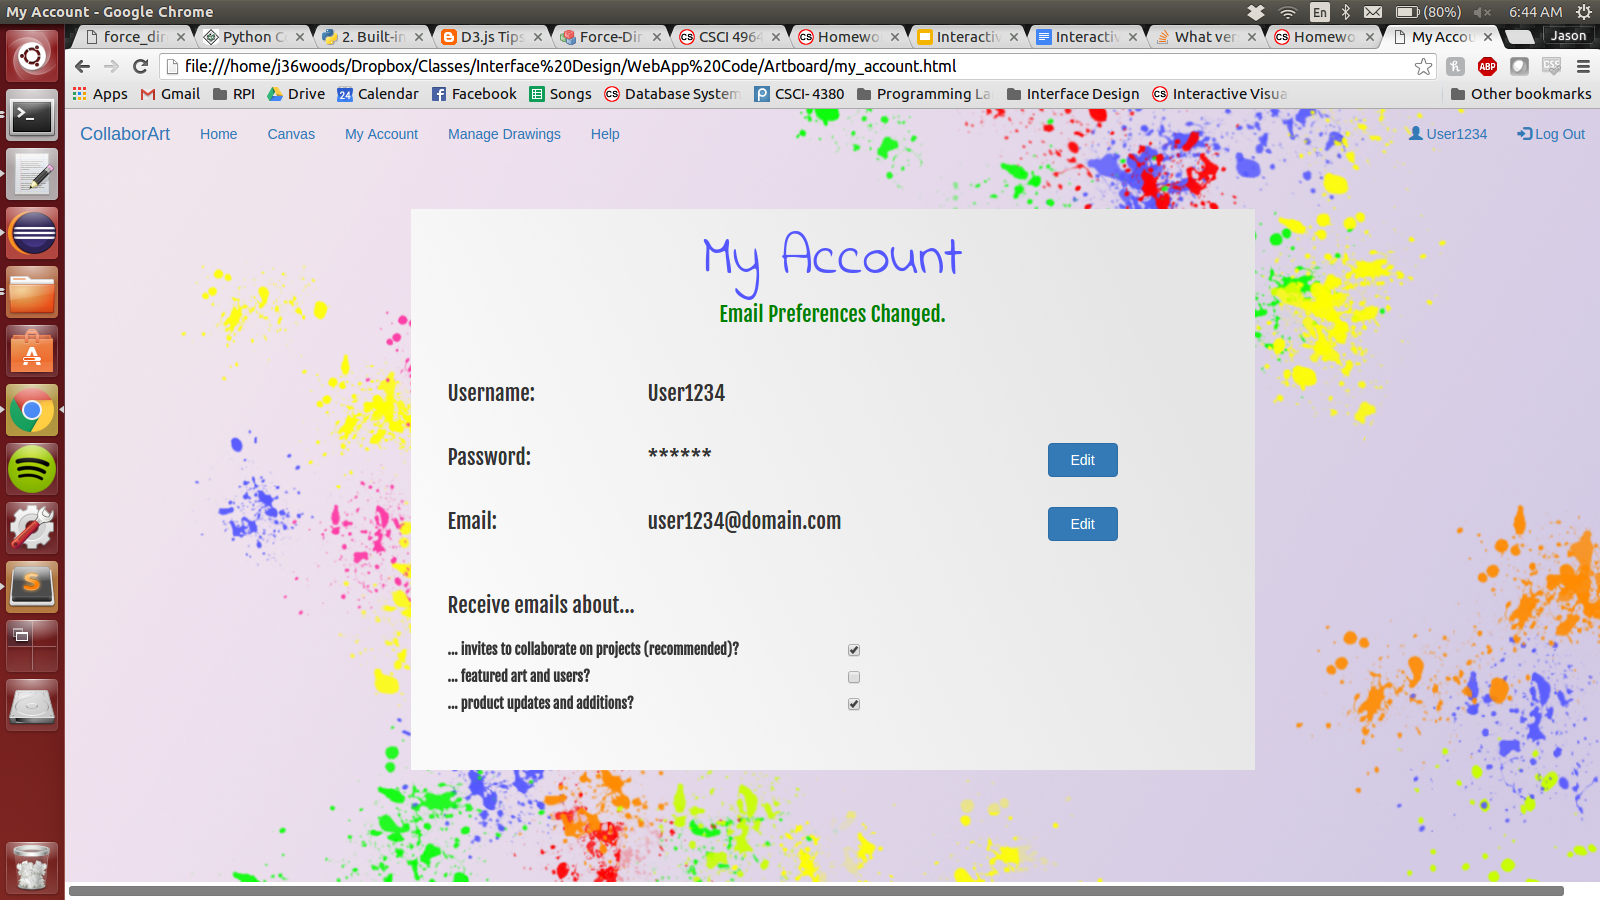 My Account - Google Chrome
En
(80%)
6:44 AM
force_dir
Python C
2. Built-in
D3.js Tips
Force-Dir
CSCI 4964
Homewo
Interactiv
Interactiv
What ver
Homewo
My Accou
Jason
file:///home/j36woods/Dropbox/Classes/Interface%20Design/WebApp%20Code/Artboard/my_account.html
ABP
CSS
Apps
Gmail
RPI
Drive
24 Calendar
Facebook
Songs
Database System
CSCI- 4380
Programming La
Interface Design
Interactive Visua
Other bookmarks
CollaborArt
Home
Canvas
My Account
Manage Drawings
Help
User1234
Log Out
My Account
Email Preferences Changed.
Username: User1234
Password: ****** Edit
Email: user1234@domain.com Edit
Receive emails about...
... invites to collaborate on projects (recommended)?
... featured art and users?
... product updates and additions?